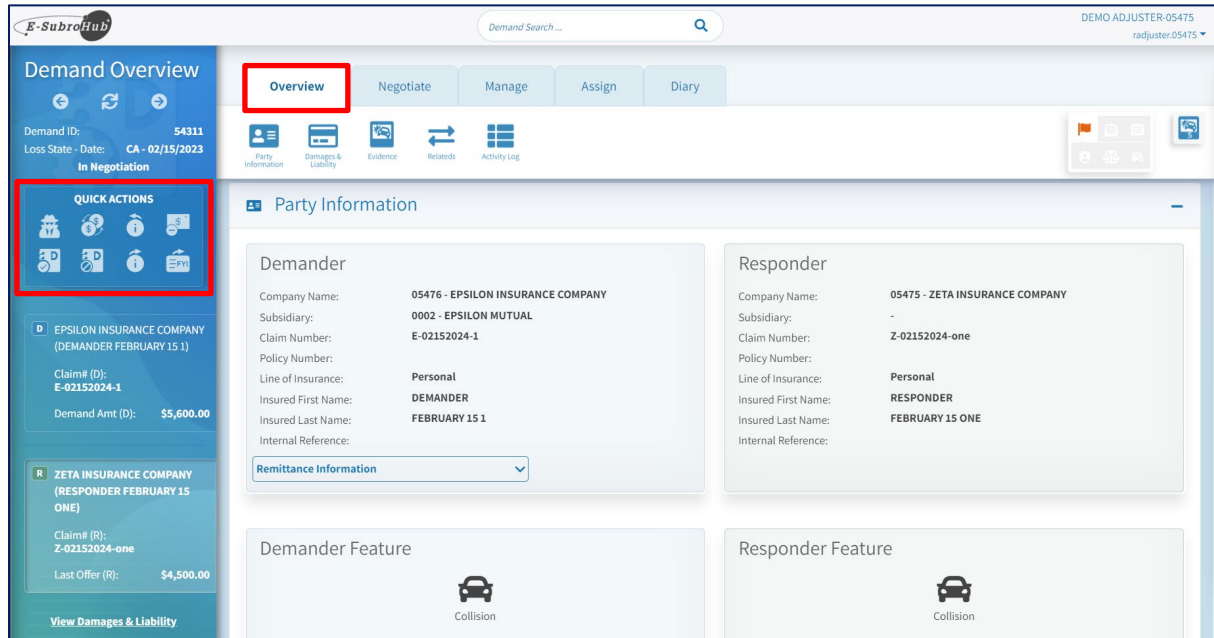 E-SubroHub
Demand Search ...
DEMO ADJUSTER-05475
radjuster.05475
Demand Overview
Demand ID: 54311
Loss State - Date: CA - 02/15/2023
In Negotiation
QUICK ACTIONS
FYI
D EPSILON INSURANCE COMPANY
(DEMANDER FEBRUARY 15 1)
Claim# (D):
E-02152024-1
Demand Amt (D): $5,600.00
R ZETA INSURANCE COMPANY
(RESPONDER FEBRUARY 15
ONE)
Claim# (R):
Z-02152024-one
Last Offer (R): $4,500.00
View Damages & Liability
Overview Negotiate Manage Assign Diary
Party
Information
Damages &
Liability
Evidence
Relateds
Activity Log
Party Information
Demander
Company Name: 05476 - EPSILON INSURANCE COMPANY
Subsidiary: 0002 - EPSILON MUTUAL
Claim Number: E-02152024-1
Policy Number:
Line of Insurance: Personal
Insured First Name: DEMANDER
Insured Last Name: FEBRUARY 15 1
Internal Reference:
Remittance Information
Responder
Company Name: 05475 - ZETA INSURANCE COMPANY
Subsidiary: -
Claim Number: Z-02152024-one
Policy Number:
Line of Insurance: Personal
Insured First Name: RESPONDER
Insured Last Name: FEBRUARY 15 ONE
Internal Reference:
Demander Feature
Collision
Responder Feature
Collision